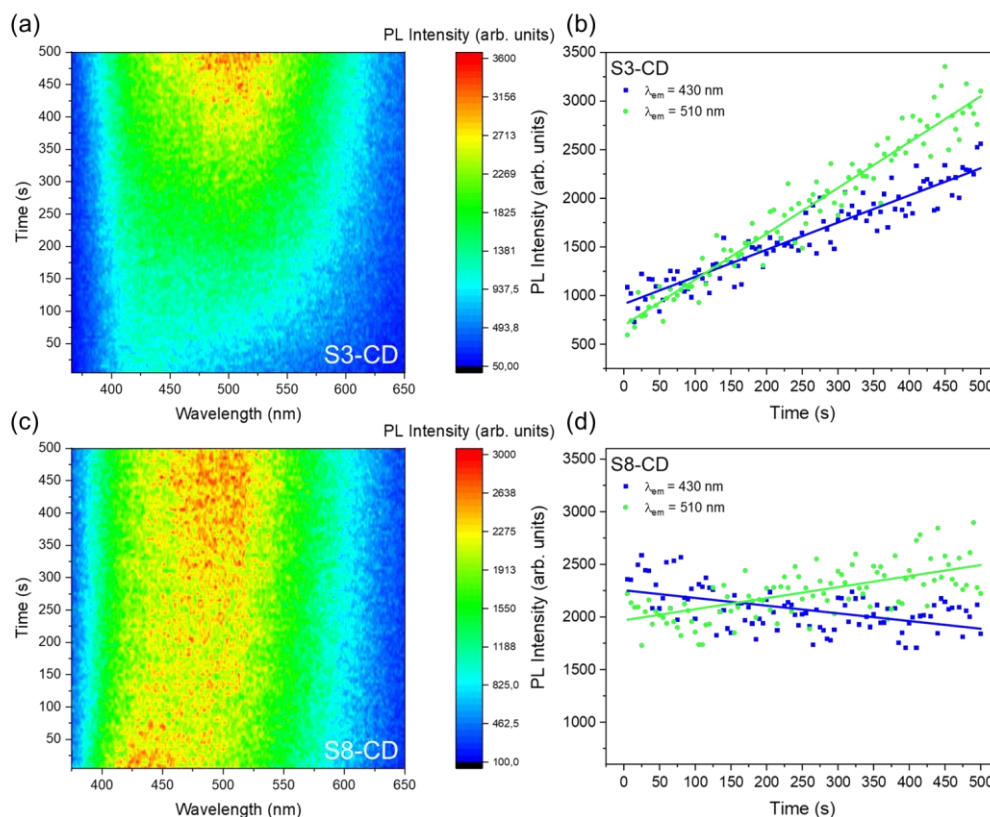 (a)
PL Intensity (arb. units)
500
450
400
350
300
250
200
150
100
50
Time (s)
400 450 500 550 600 650
Wavelength (nm)
S3-CD
3600
3156
2713
2269
1825
1381
937,5
493,8
50,00
(b)
3500
3000
2500
2000
1500
1000
500
PL Intensity (arb. units)
S3-CD
λem = 430 nm
λem = 510 nm
0 50 100 150 200 250 300 350 400 450 500
Time (s)
(c)
PL Intensity (arb. units)
500
450
400
350
300
250
200
150
100
50
Time (s)
400 450 500 550 600 650
Wavelength (nm)
S8-CD
3000
2638
2275
1913
1550
1188
825,0
462,5
100,0
(d)
3500
3000
2500
2000
1500
1000
PL Intensity (arb. units)
S8-CD
λem = 430 nm
λem = 510 nm
0 50 100 150 200 250 300 350 400 450 500
Time (s)